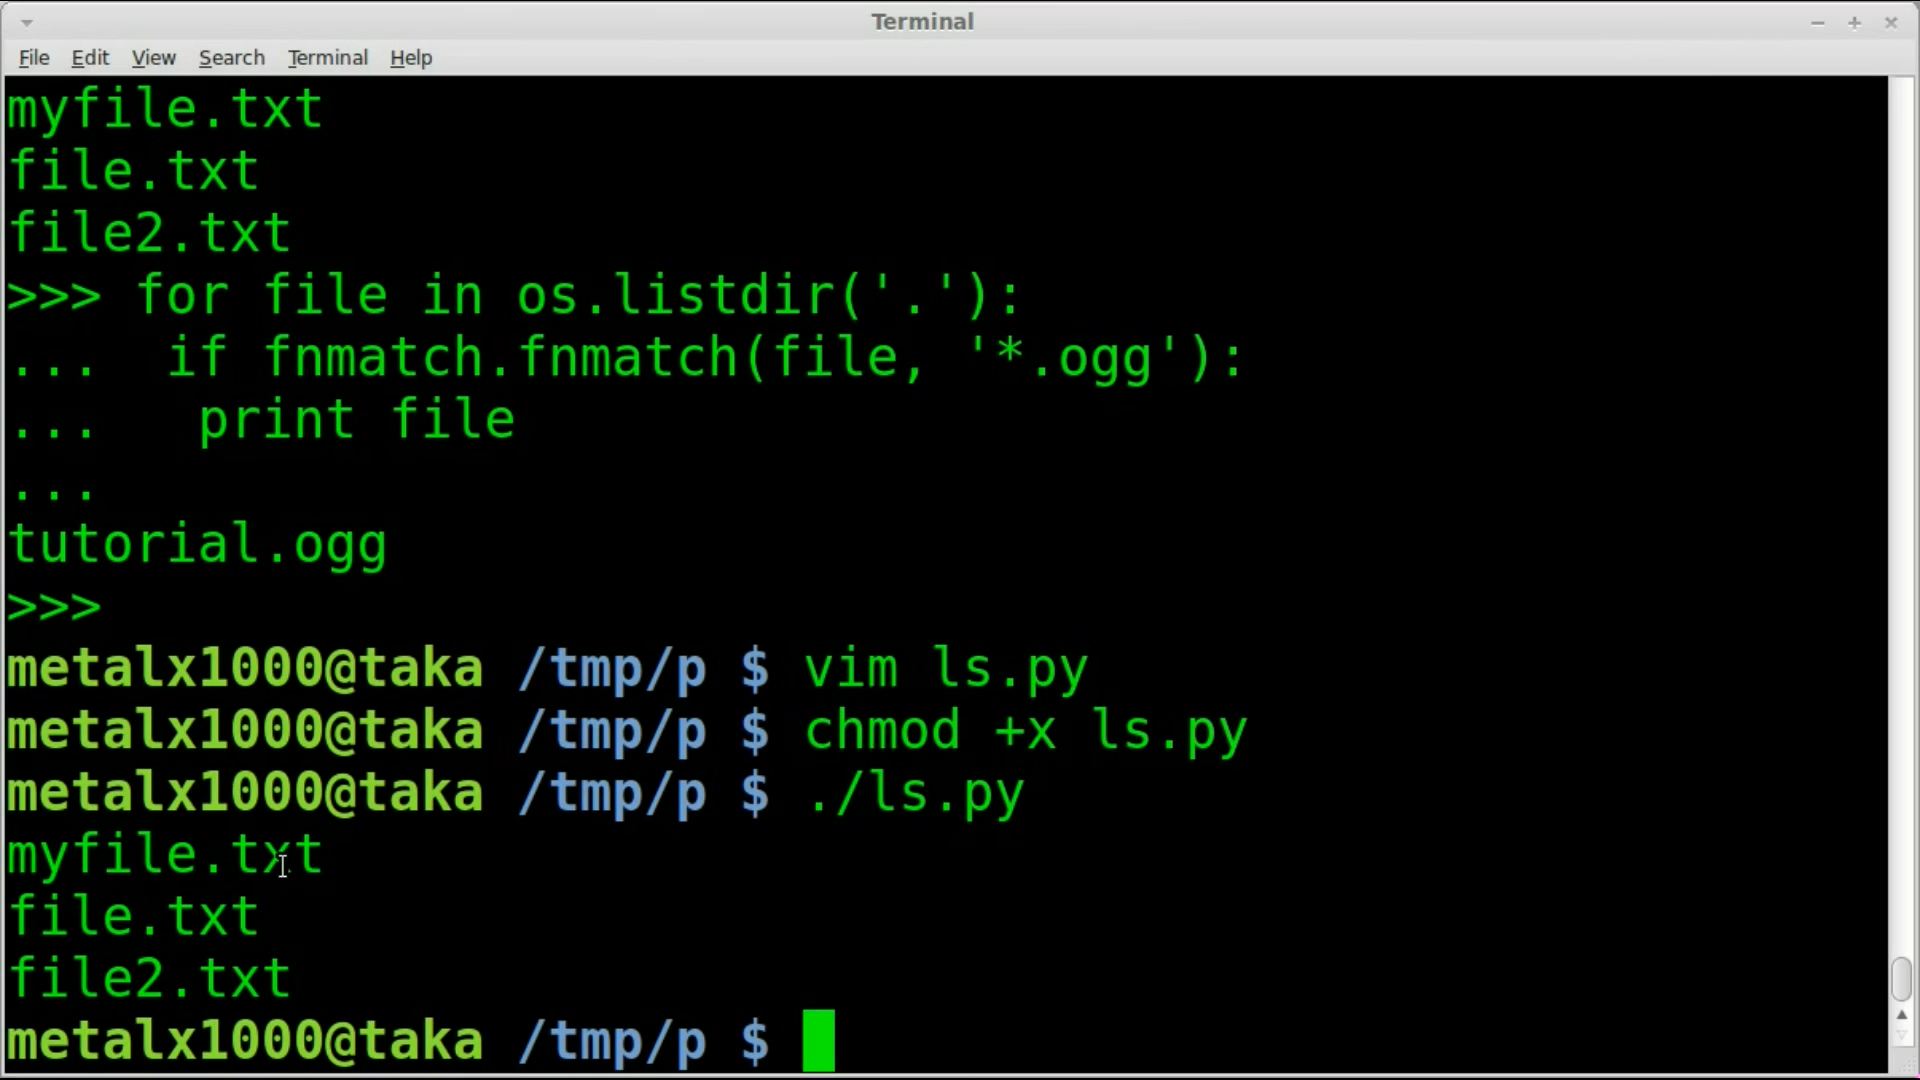 Terminal
File Edit View Search Terminal Help
myfile.txt
file.txt
file2.txt
>>> for file in os.listdir('.'):
...  if fnmatch.fnmatch(file, '*.ogg'):
...   print file
...
tutorial.ogg
>>>
metalx1000@taka /tmp/p $ vim ls.py
metalx1000@taka /tmp/p $ chmod +x ls.py
metalx1000@taka /tmp/p $ ./ls.py
myfile.txt
file.txt
file2.txt
metalx1000@taka /tmp/p $